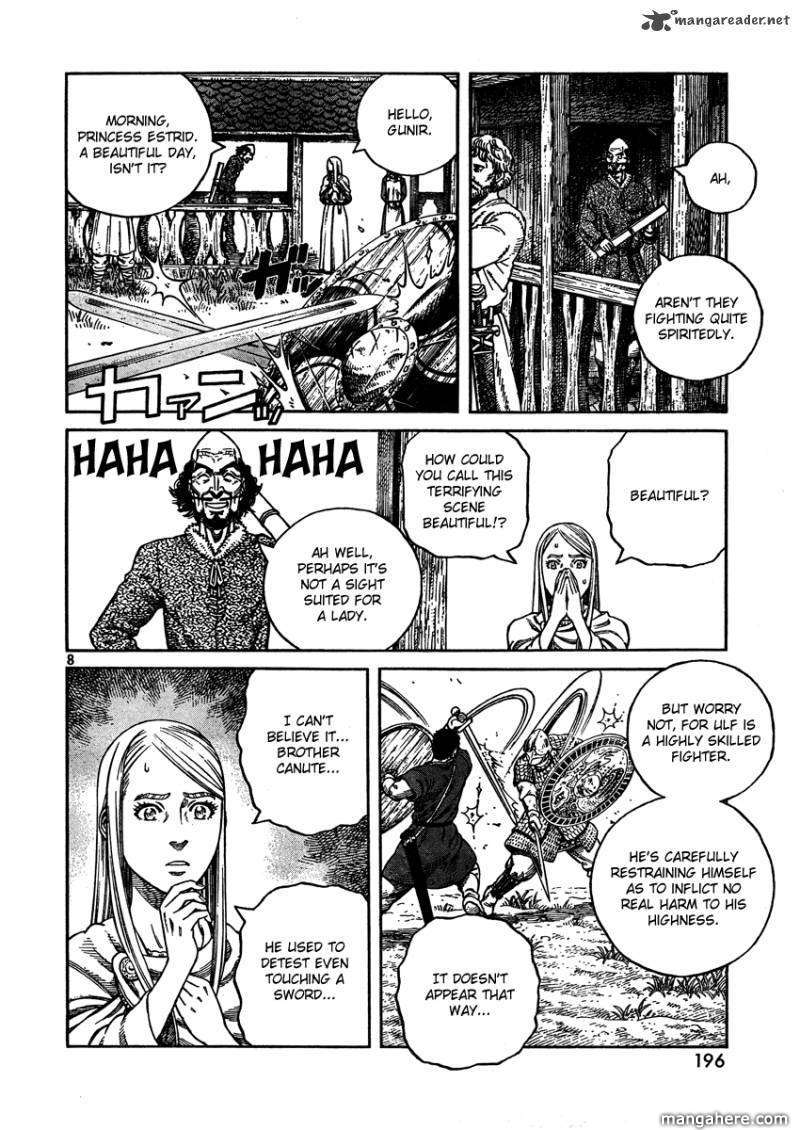 mangareader.net
MORNING,
PRINCESS ESTRID.
A BEAUTIFUL DAY,
ISN'T IT?
HELLO,
GUNIR.
ガッ
カァンッ
AH,
AREN'T THEY
FIGHTING QUITE
SPIRITEDLY.
BEAUTIFUL?
HOW COULD
YOU CALL THIS
TERRIFYING
SCENE
BEAUTIFUL!?
HAHA HAHA
AH WELL,
PERHAPS IT'S
NOT A SIGHT
SUITED FOR
A LADY.
8
BUT WORRY
NOT, FOR ULF IS
A HIGHLY SKILLED
FIGHTER.
HE'S CAREFULLY
RESTRAINING HIMSELF
AS TO INFLICT NO
REAL HARM TO HIS
HIGHNESS.
IT DOESN'T
APPEAR THAT
WAY...
I CAN'T
BELIEVE IT...
BROTHER
CANUTE...
HE USED TO
DETEST EVEN
TOUCHING A
SWORD...
196
mangahere.com